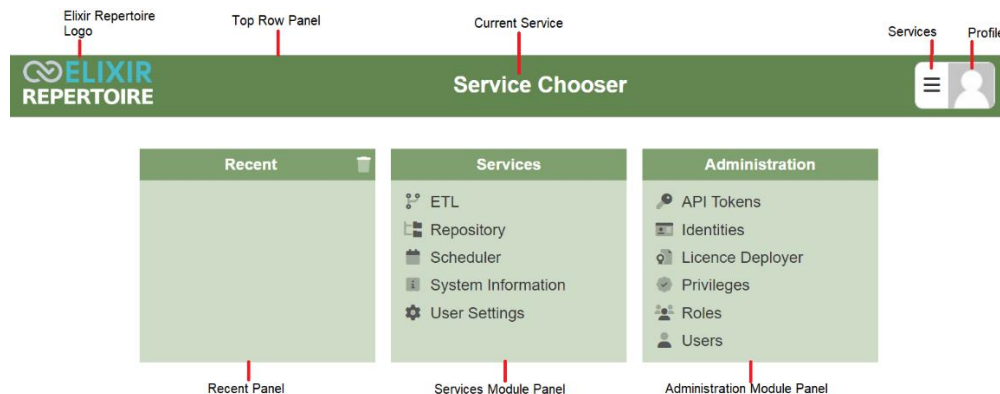 Elixir Repertoire
Logo
Top Row Panel
Current Service
Services
Profile
ELIXIR
REPERTOIRE
Service Chooser
Recent
Services
Administration
ETL
Repository
Scheduler
System Information
User Settings
API Tokens
Identities
Licence Deployer
Privileges
Roles
Users
Recent Panel
Services Module Panel
Administration Module Panel